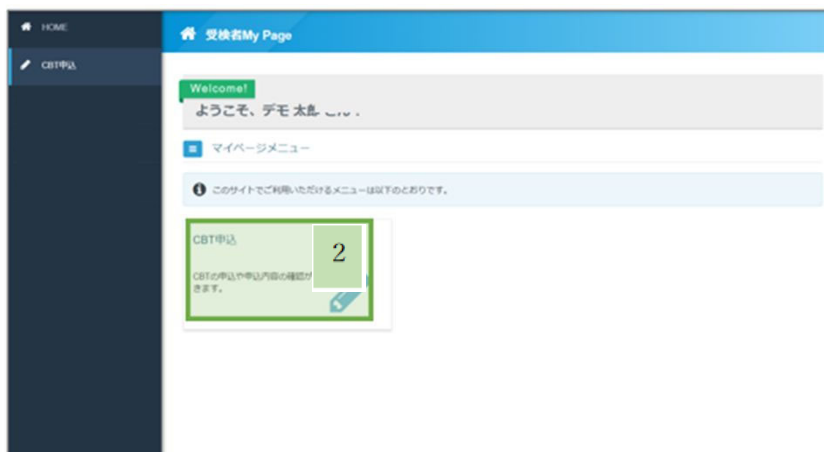 HOME
受検者My Page
CBT申込
Welcome!
ようこそ、デモ 太郎
マイページメニュー
このサイトでご利用いただけるメニューは以下のとおりです。
CBT申込
2
CBTの申込や申込内容の確認が
きます。